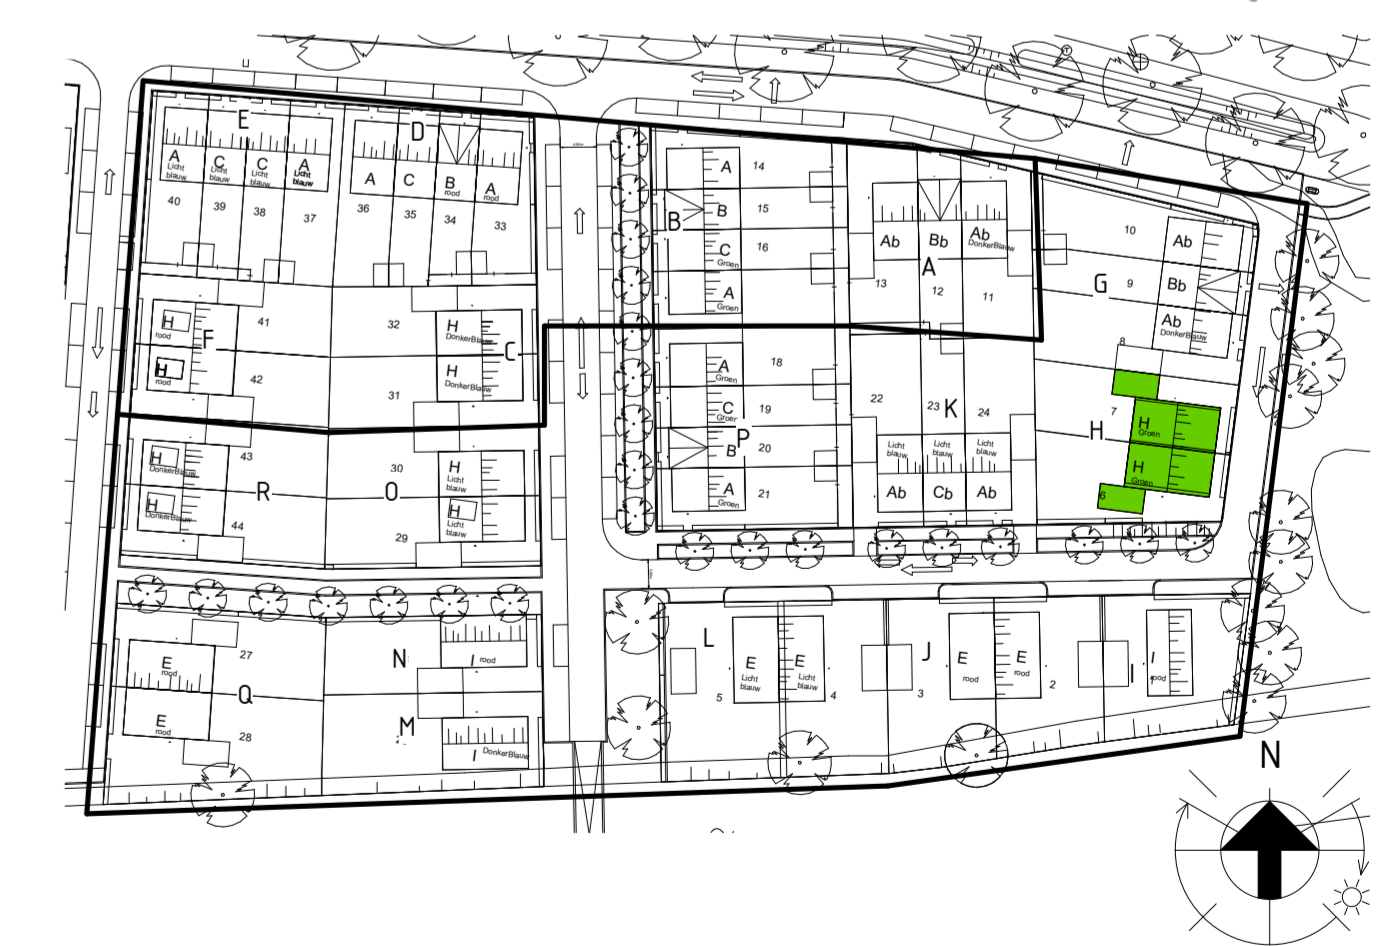 E
D
A
Licht
blauw
C
Licht
blauw
C
Licht
blauw
A
Licht
blauw
A
C
B
rood
A
rood
40
39
38
37
36
35
34
33
B
A
14
B
15
C
Groen
16
A
Groen
Ab
Bb
Ab
DonkerBlauw
A
13
12
11
10
Ab
G
9
Bb
Ab
DonkerBlauw
8
H
rood
F
41
H
rood
42
32
H
DonkerBlauw
C
H
DonkerBlauw
31
A
Groen
18
C
Groen
19
P
B
20
A
Groen
21
22
23
K
24
Licht
blauw
Licht
blauw
Licht
blauw
Ab
Cb
Ab
7
H
H
Groen
H
Groen
6
H
DonkerBlauw
43
R
H
DonkerBlauw
44
30
O
H
Licht
blauw
H
Licht
blauw
29
27
E
rood
Q
E
rood
28
N
I rood
M
I DonkerBlauw
L
E
Licht
blauw
E
Licht
blauw
5
4
J
3
E
rood
E
rood
2
I
I
rood
N